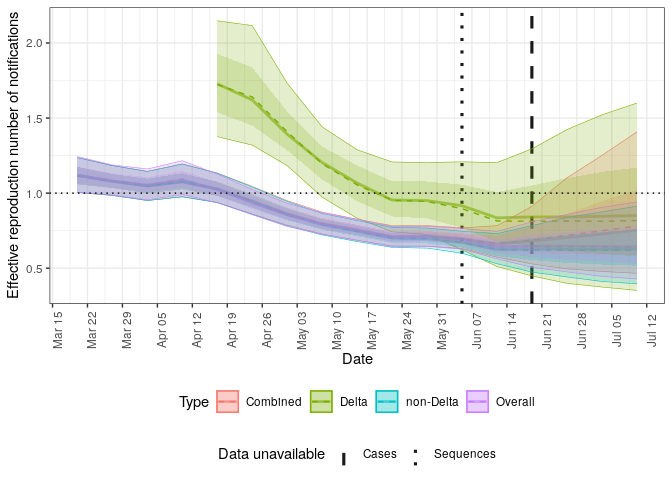 Effective reproduction number of notifications
2.0
1.5
1.0
0.5
Mar 15
Mar 22
Mar 29
Apr 05
Apr 12
Apr 19
Apr 26
May 03
May 10
May 17
May 24
May 31
Jun 07
Jun 14
Jun 21
Jun 28
Jul 05
Jul 12
Date
Type Combined Delta non-Delta Overall
Data unavailable Cases Sequences